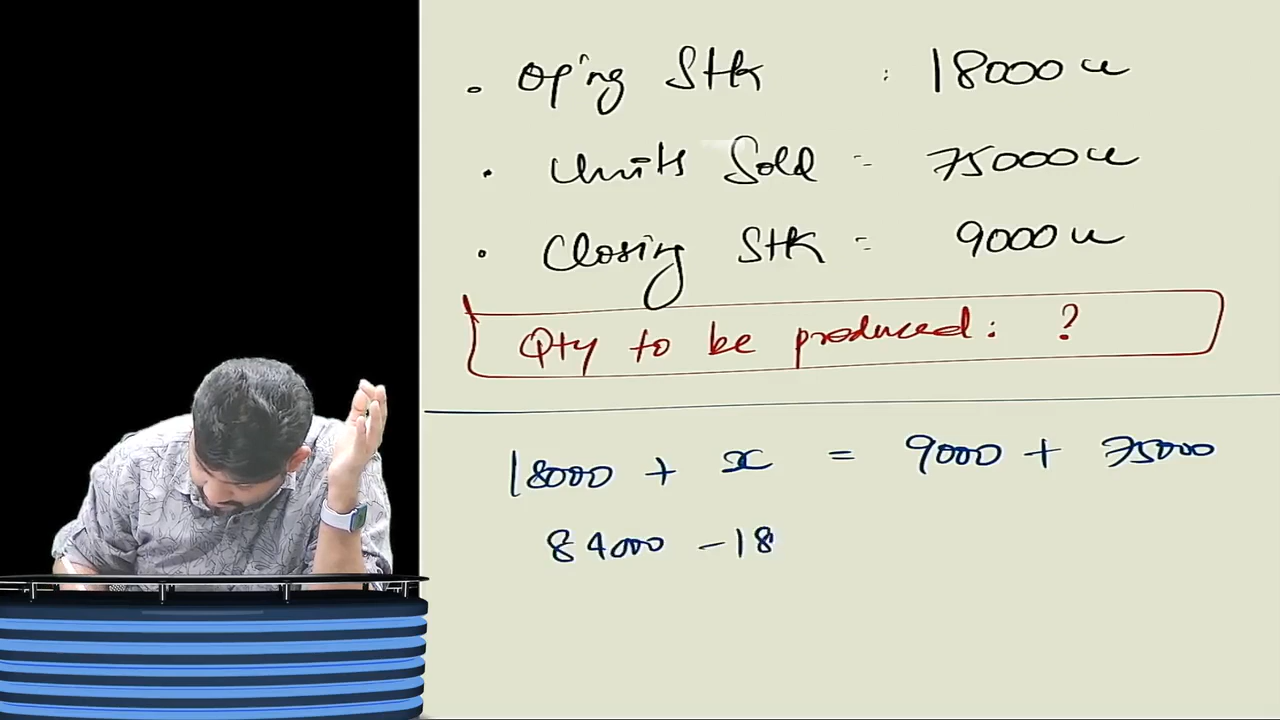 • Op'ng Stk : 18000 u
• Units Sold = 75000 u
• Closing Stk = 9000 u
Qty to be produced : ?
18000 + x = 9000 + 75000
84000 - 18